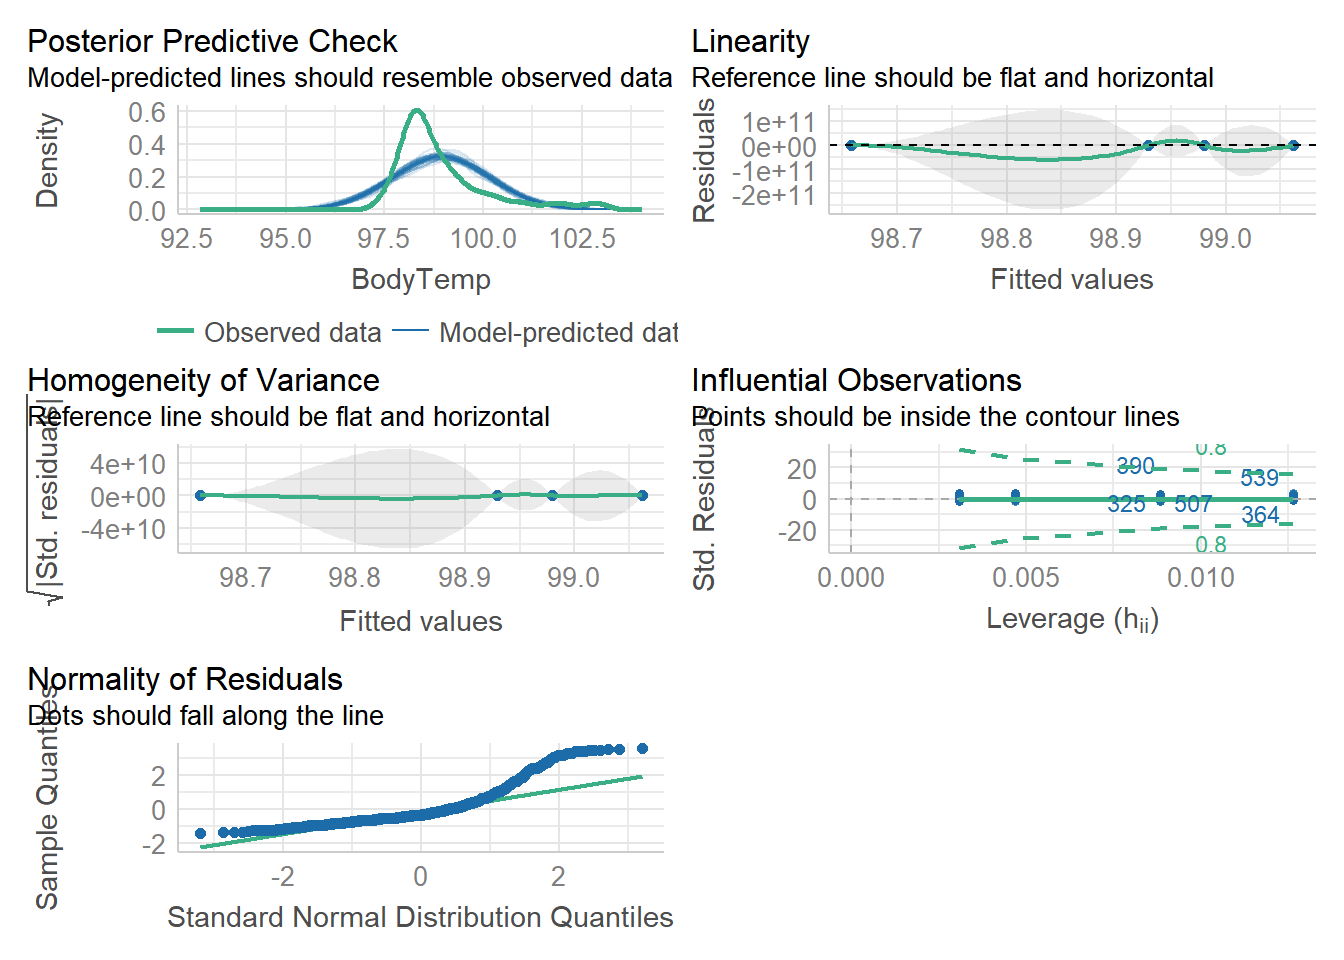 Posterior Predictive Check
Model-predicted lines should resemble observed data
Density
0.6
0.4
0.2
0.0
92.5 95.0 97.5 100.0 102.5
BodyTemp
Observed data Model-predicted dat
Linearity
Reference line should be flat and horizontal
Residuals
1e+11
0e+00
-1e+11
-2e+11
98.7 98.8 98.9 99.0
Fitted values
Homogeneity of Variance
Reference line should be flat and horizontal
√|Std. residuals|
4e+10
0e+00
-4e+10
98.7 98.8 98.9 99.0
Fitted values
Influential Observations
Points should be inside the contour lines
Std. Residuals
20
0
-20
0.8
390
539
325 507
364
0.8
0.000 0.005 0.010
Leverage (hii)
Normality of Residuals
Dots should fall along the line
Sample Quantiles
2
0
-2
-2 0 2
Standard Normal Distribution Quantiles